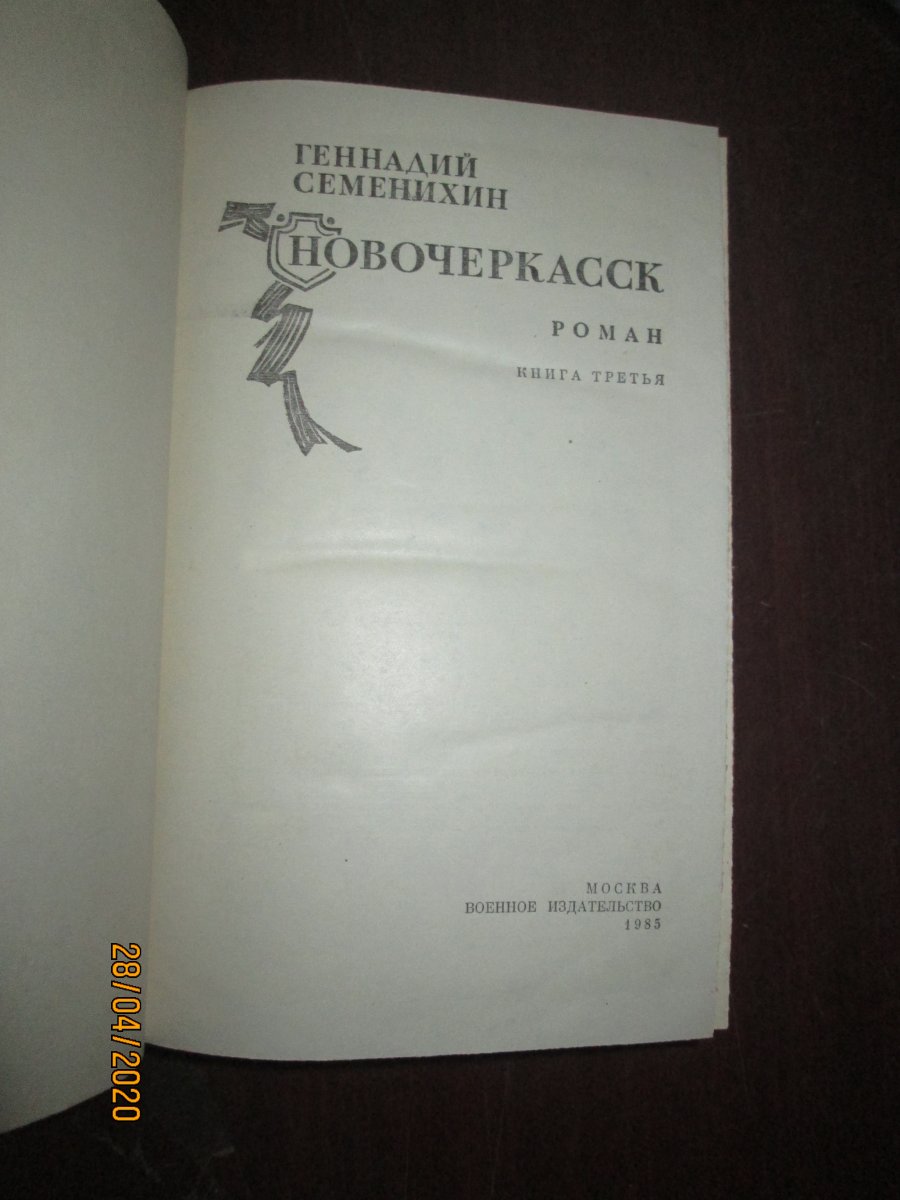 ГЕННАДИЙ
СЕМЕНИХИН
НОВОЧЕРКАССК
РОМАН
КНИГА ТРЕТЬЯ
МОСКВА
ВОЕННОЕ ИЗДАТЕЛЬСТВО
1985
28/04/2020